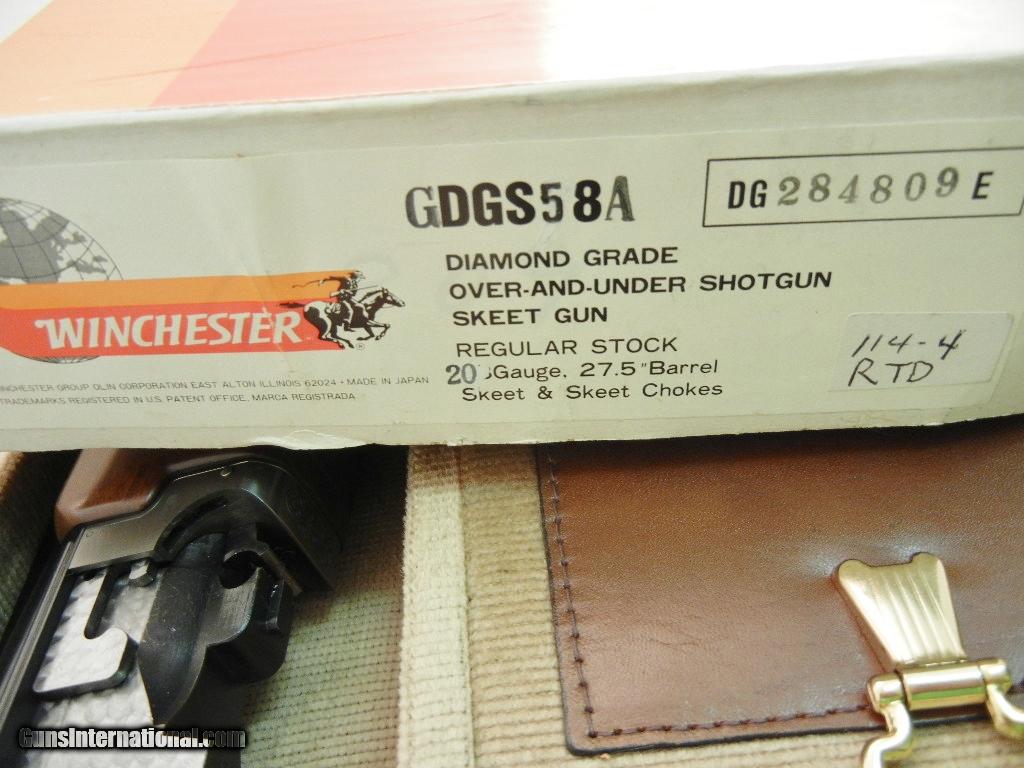 GDGS58A
DG 284809 E
DIAMOND GRADE
OVER-AND-UNDER SHOTGUN
SKEET GUN
REGULAR STOCK
20 Gauge, 27.5" Barrel
Skeet & Skeet Chokes
114-4
RTD
WINCHESTER
®
WINCHESTER GROUP OLIN CORPORATION EAST ALTON ILLINOIS 62024 • MADE IN JAPAN
TRADEMARKS REGISTERED IN U.S. PATENT OFFICE, MARCA REGISTRADA
GunsInternational.com